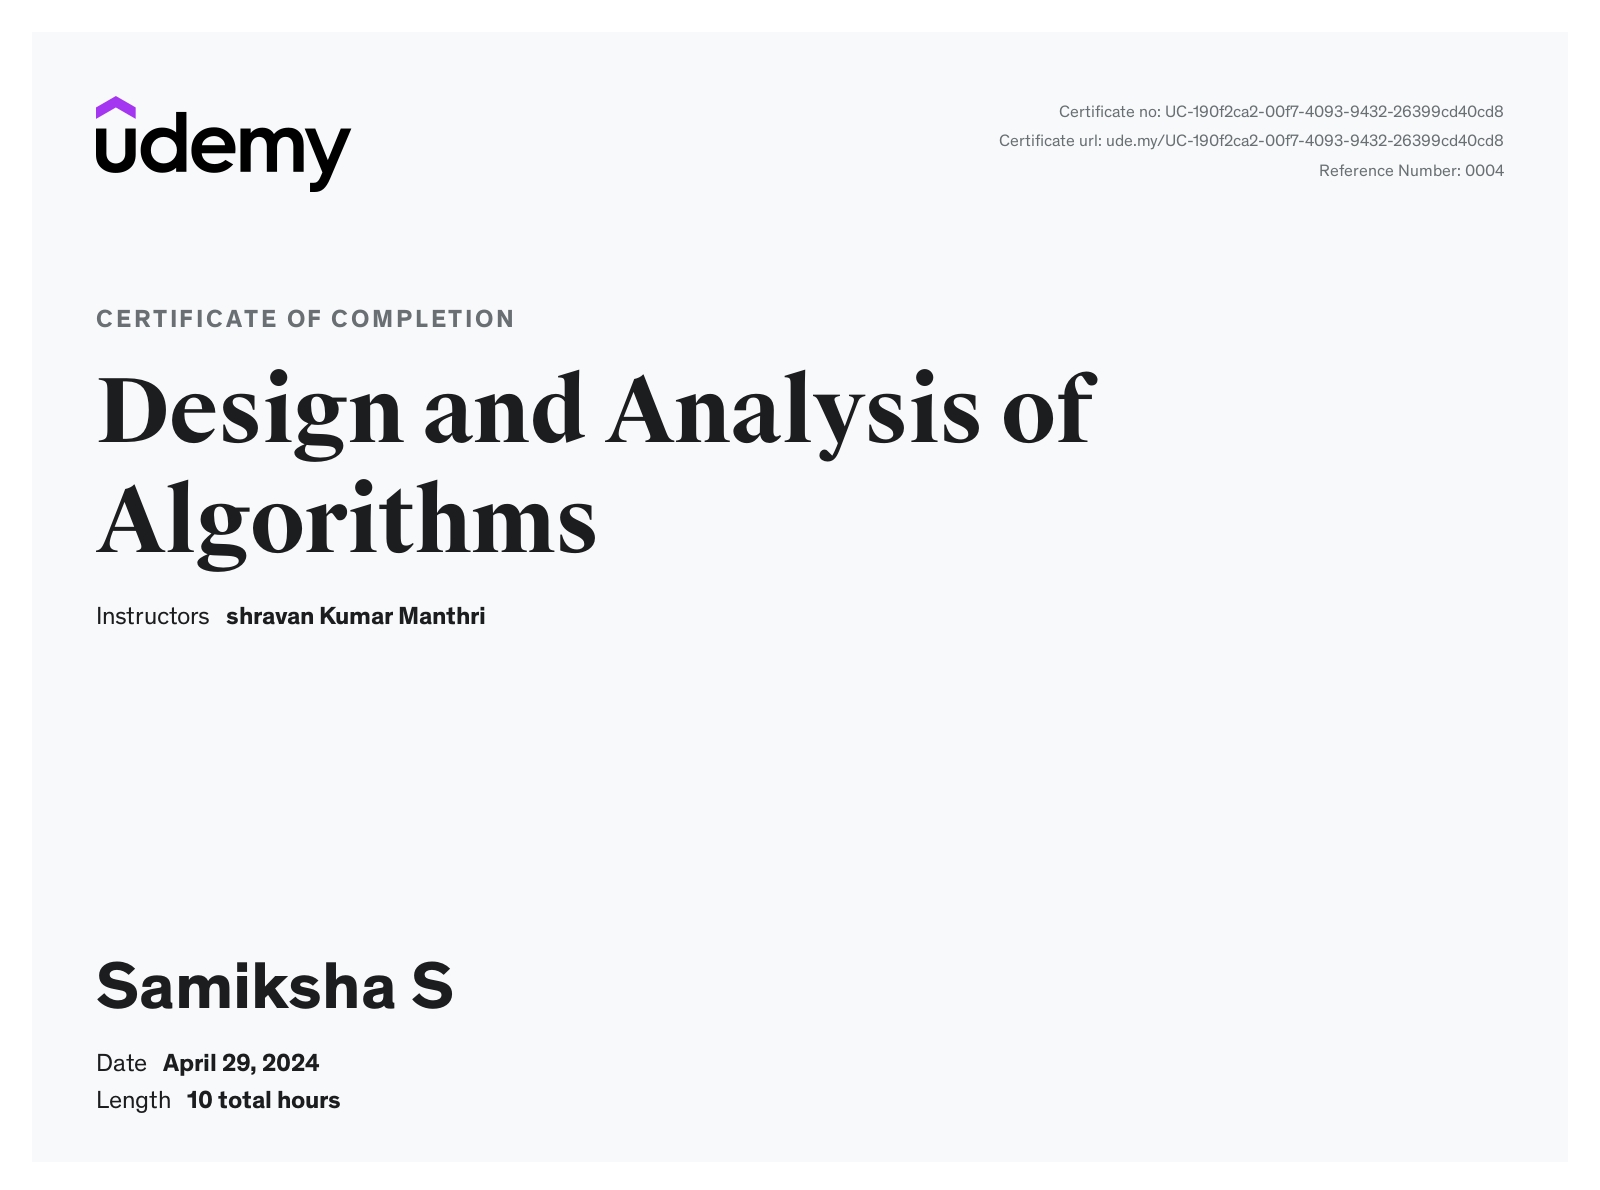 udemy
Certificate no: UC-190f2ca2-00f7-4093-9432-26399cd40cd8
Certificate url: ude.my/UC-190f2ca2-00f7-4093-9432-26399cd40cd8
Reference Number: 0004
CERTIFICATE OF COMPLETION
Design and Analysis of
Algorithms
Instructors shravan Kumar Manthri
Samiksha S
Date April 29, 2024
Length 10 total hours